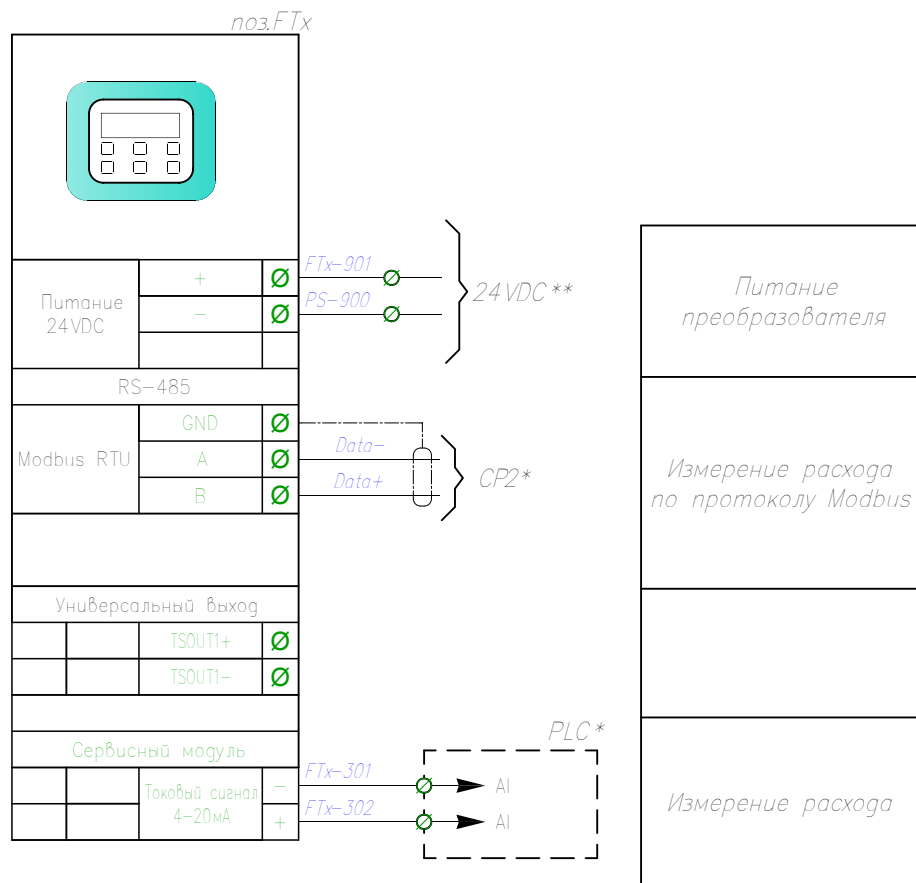 поз.FTx
Питание
24VDC
+
FTx-901
-
PS-900
24VDC**
RS-485
Modbus RTU
GND
A
Data-
B
Data+
CP2*
Универсальный выход
TSOUT1+
TSOUT1-
Сервисный модуль
Токовый сигнал
4-20мА
-
FTx-301
+
FTx-302
PLC*
AI
AI
Питание
преобразователя
Измерение расхода
по протоколу Modbus
Измерение расхода